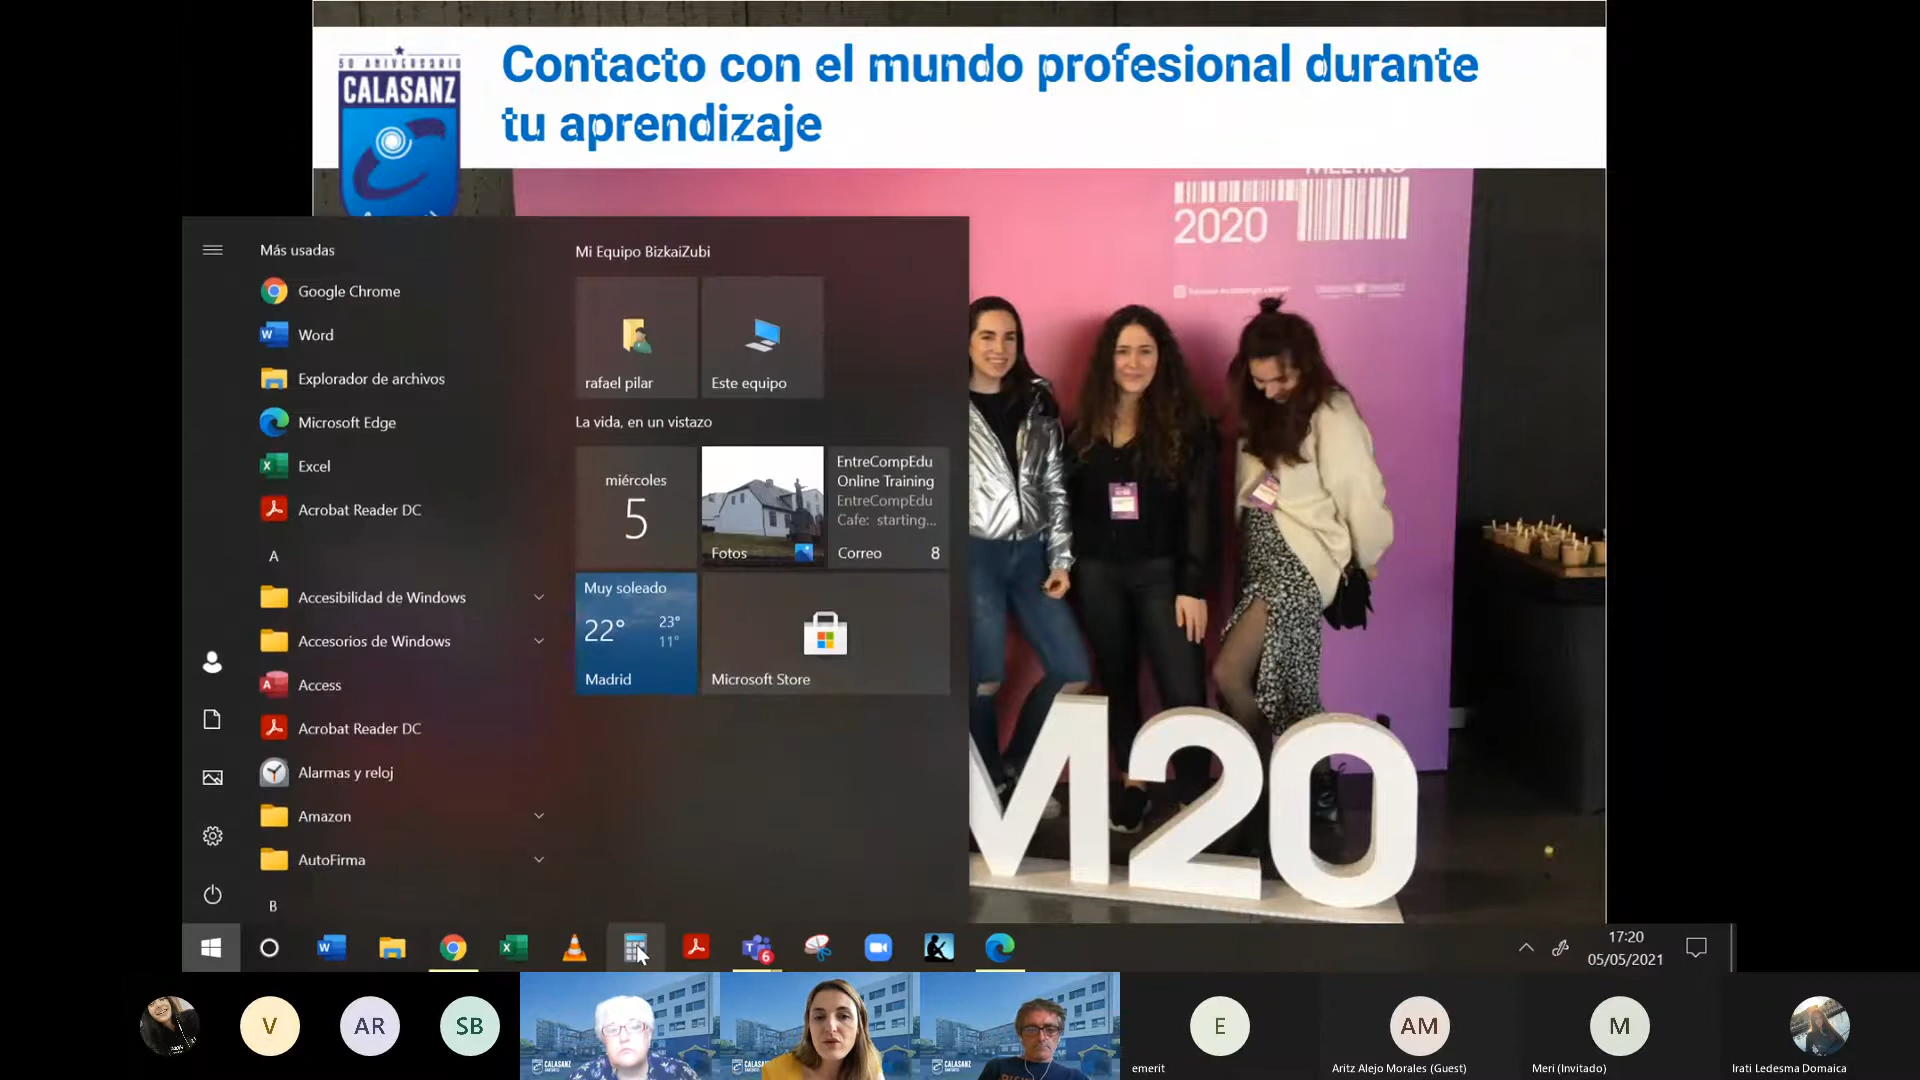 50 ANIVERSARIO
CALASANZ
Contacto con el mundo profesional durante
tu aprendizaje
MEETING
2020
M20
Más usadas
Google Chrome
Word
Explorador de archivos
Microsoft Edge
Excel
Acrobat Reader DC
A
Accesibilidad de Windows
Accesorios de Windows
Access
Acrobat Reader DC
Alarmas y reloj
Amazon
AutoFirma
B
Mi Equipo BizkaiZubi
rafael pilar
Este equipo
La vida, en un vistazo
miércoles
5
Fotos
EntreCompEdu
Online Training
EntreCompEdu
Cafe: starting...
Correo 8
Muy soleado
22° 23°
11°
Madrid
Microsoft Store
6
17:20
05/05/2021
V
AR
SB
CALASANZ
CALASANZ
E
emerit
AM
Aritz Alejo Morales (Guest)
M
Meri (Invitado)
Irati Ledesma Domaica